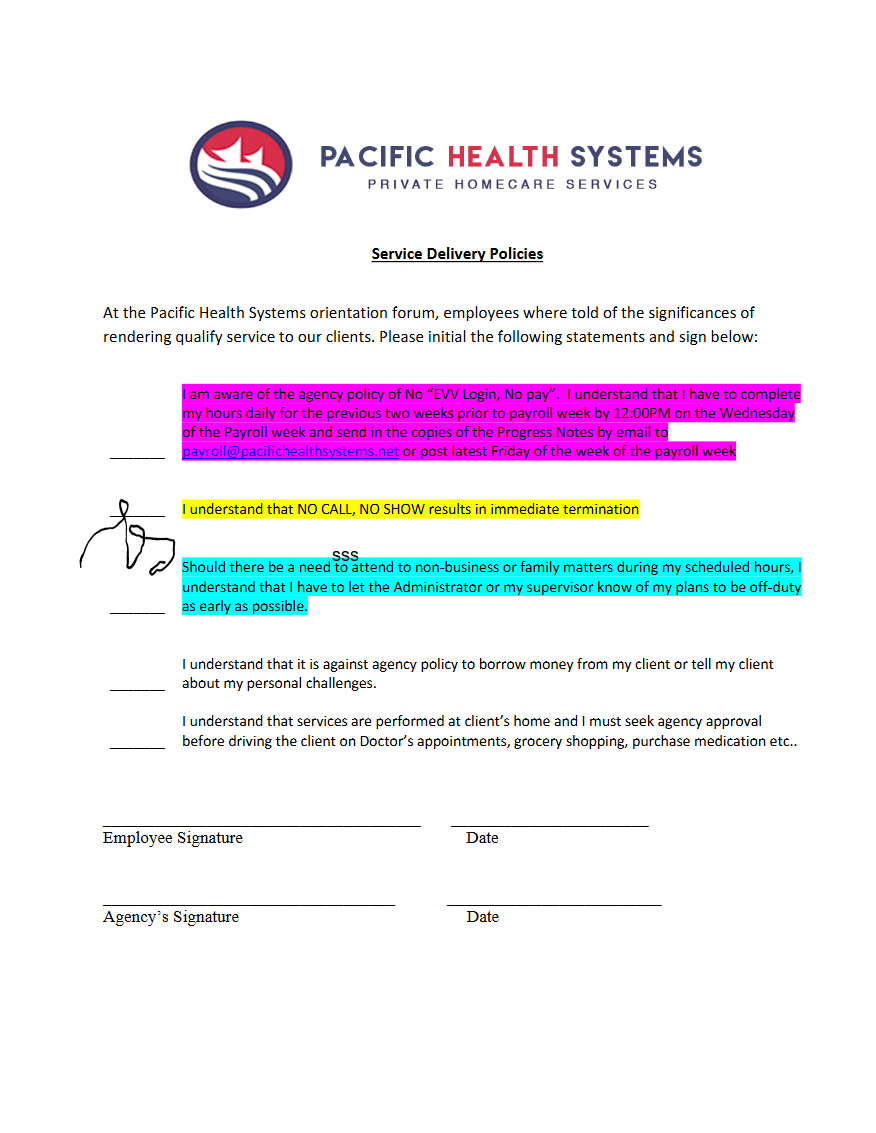 PACIFIC HEALTH SYSTEMS
PRIVATE HOMECARE SERVICES
Service Delivery Policies
At the Pacific Health Systems orientation forum, employees where told of the significances of
rendering qualify service to our clients. Please initial the following statements and sign below:
I am aware of the agency policy of No “EVV Login, No pay”. I understand that I have to complete
my hours daily for the previous two weeks prior to payroll week by 12:00PM on the Wednesday
of the Payroll week and send in the copies of the Progress Notes by email to
_______ payroll@pacifichealthsystems.net or post latest Friday of the week of the payroll week
_______ I understand that NO CALL, NO SHOW results in immediate termination
sss
Should there be a need to attend to non-business or family matters during my scheduled hours, I
understand that I have to let the Administrator or my supervisor know of my plans to be off-duty
_______ as early as possible.
I understand that it is against agency policy to borrow money from my client or tell my client
_______ about my personal challenges.
I understand that services are performed at client’s home and I must seek agency approval
_______ before driving the client on Doctor’s appointments, grocery shopping, purchase medication etc..
Employee Signature Date
Agency’s Signature Date